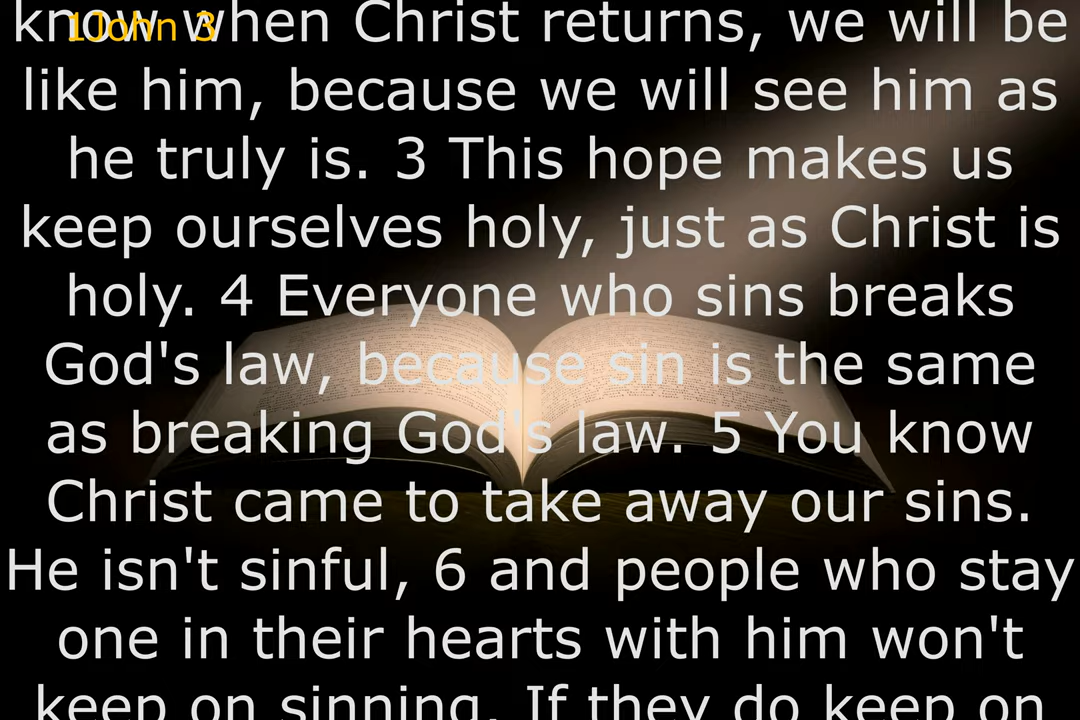 1John 3
know when Christ returns, we will be
like him, because we will see him as
he truly is. 3 This hope makes us
keep ourselves holy, just as Christ is
holy. 4 Everyone who sins breaks
God's law, because sin is the same
as breaking God's law. 5 You know
Christ came to take away our sins.
He isn't sinful, 6 and people who stay
one in their hearts with him won't
keep on sinning. If they do keep on